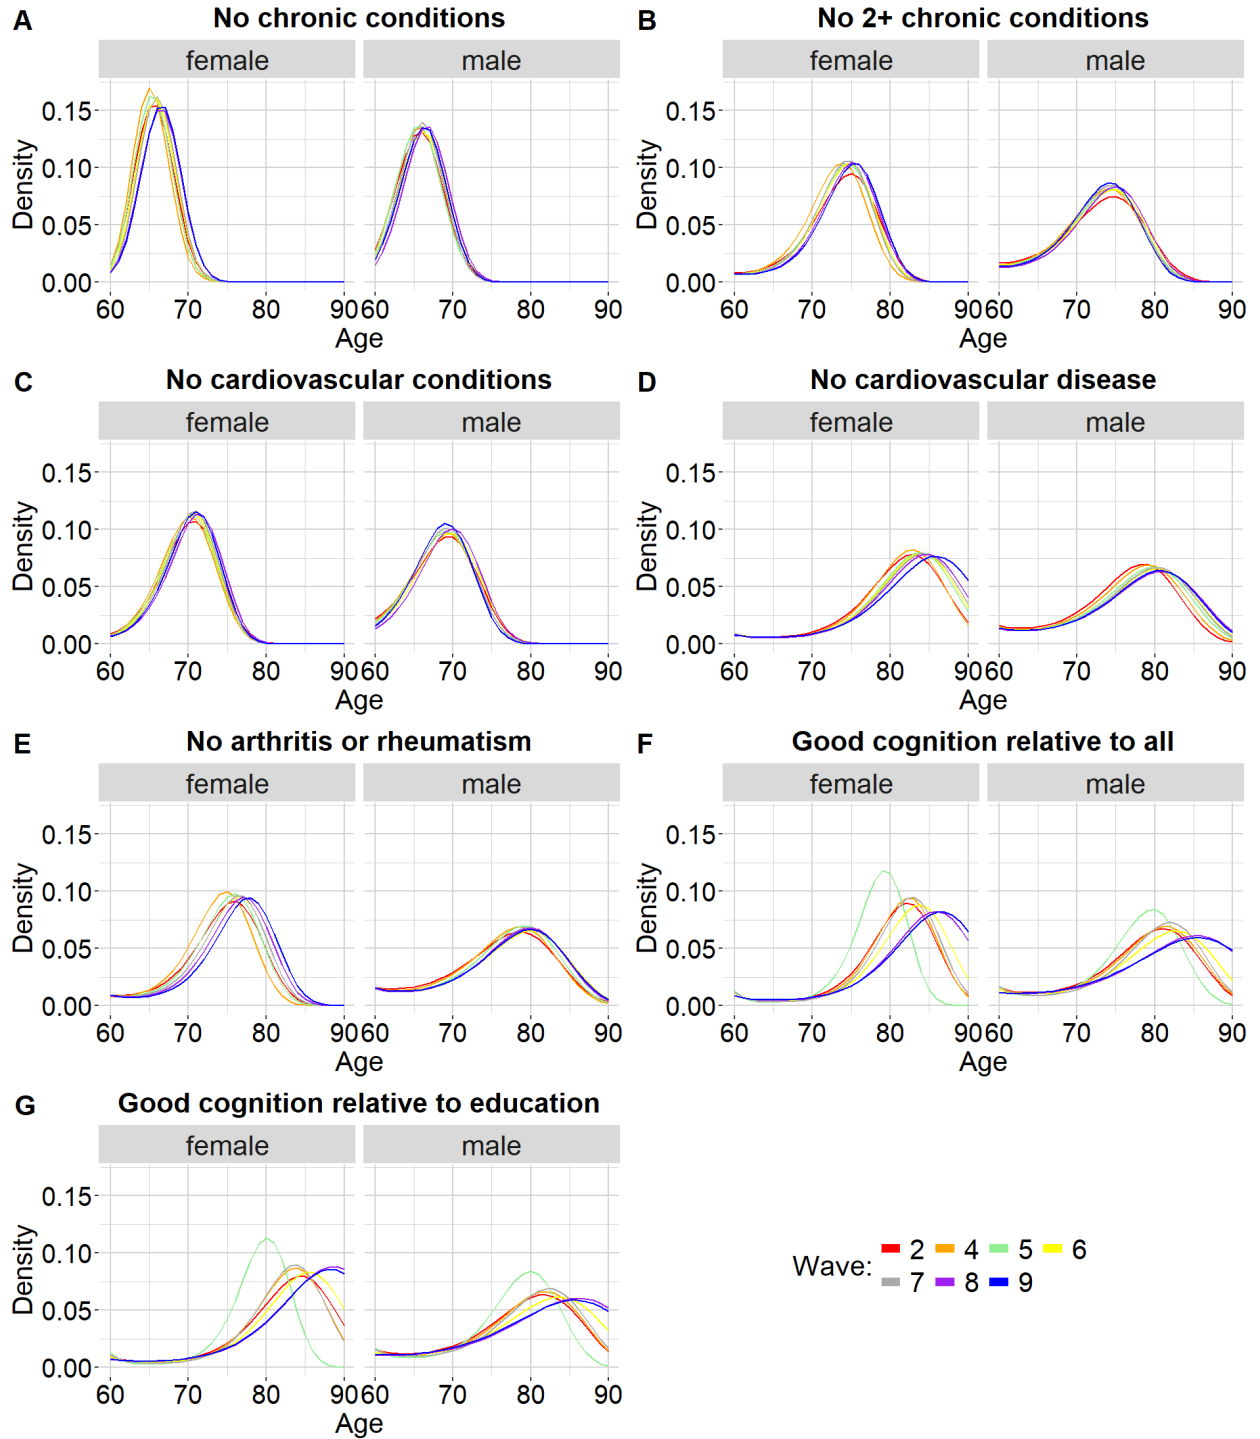 A No chronic conditions
female male
0.15
0.10
0.05
0.00
Density
60 70 80 90 60 70 80 90
Age
B No 2+ chronic conditions
female male
0.15
0.10
0.05
0.00
Density
60 70 80 90 60 70 80 90
Age
C No cardiovascular conditions
female male
0.15
0.10
0.05
0.00
Density
60 70 80 90 60 70 80 90
Age
D No cardiovascular disease
female male
0.15
0.10
0.05
0.00
Density
60 70 80 90 60 70 80 90
Age
E No arthritis or rheumatism
female male
0.15
0.10
0.05
0.00
Density
60 70 80 90 60 70 80 90
Age
F Good cognition relative to all
female male
0.15
0.10
0.05
0.00
Density
60 70 80 90 60 70 80 90
Age
G Good cognition relative to education
female male
0.15
0.10
0.05
0.00
Density
60 70 80 90 60 70 80 90
Age
Wave: 2 4 5 6
7 8 9